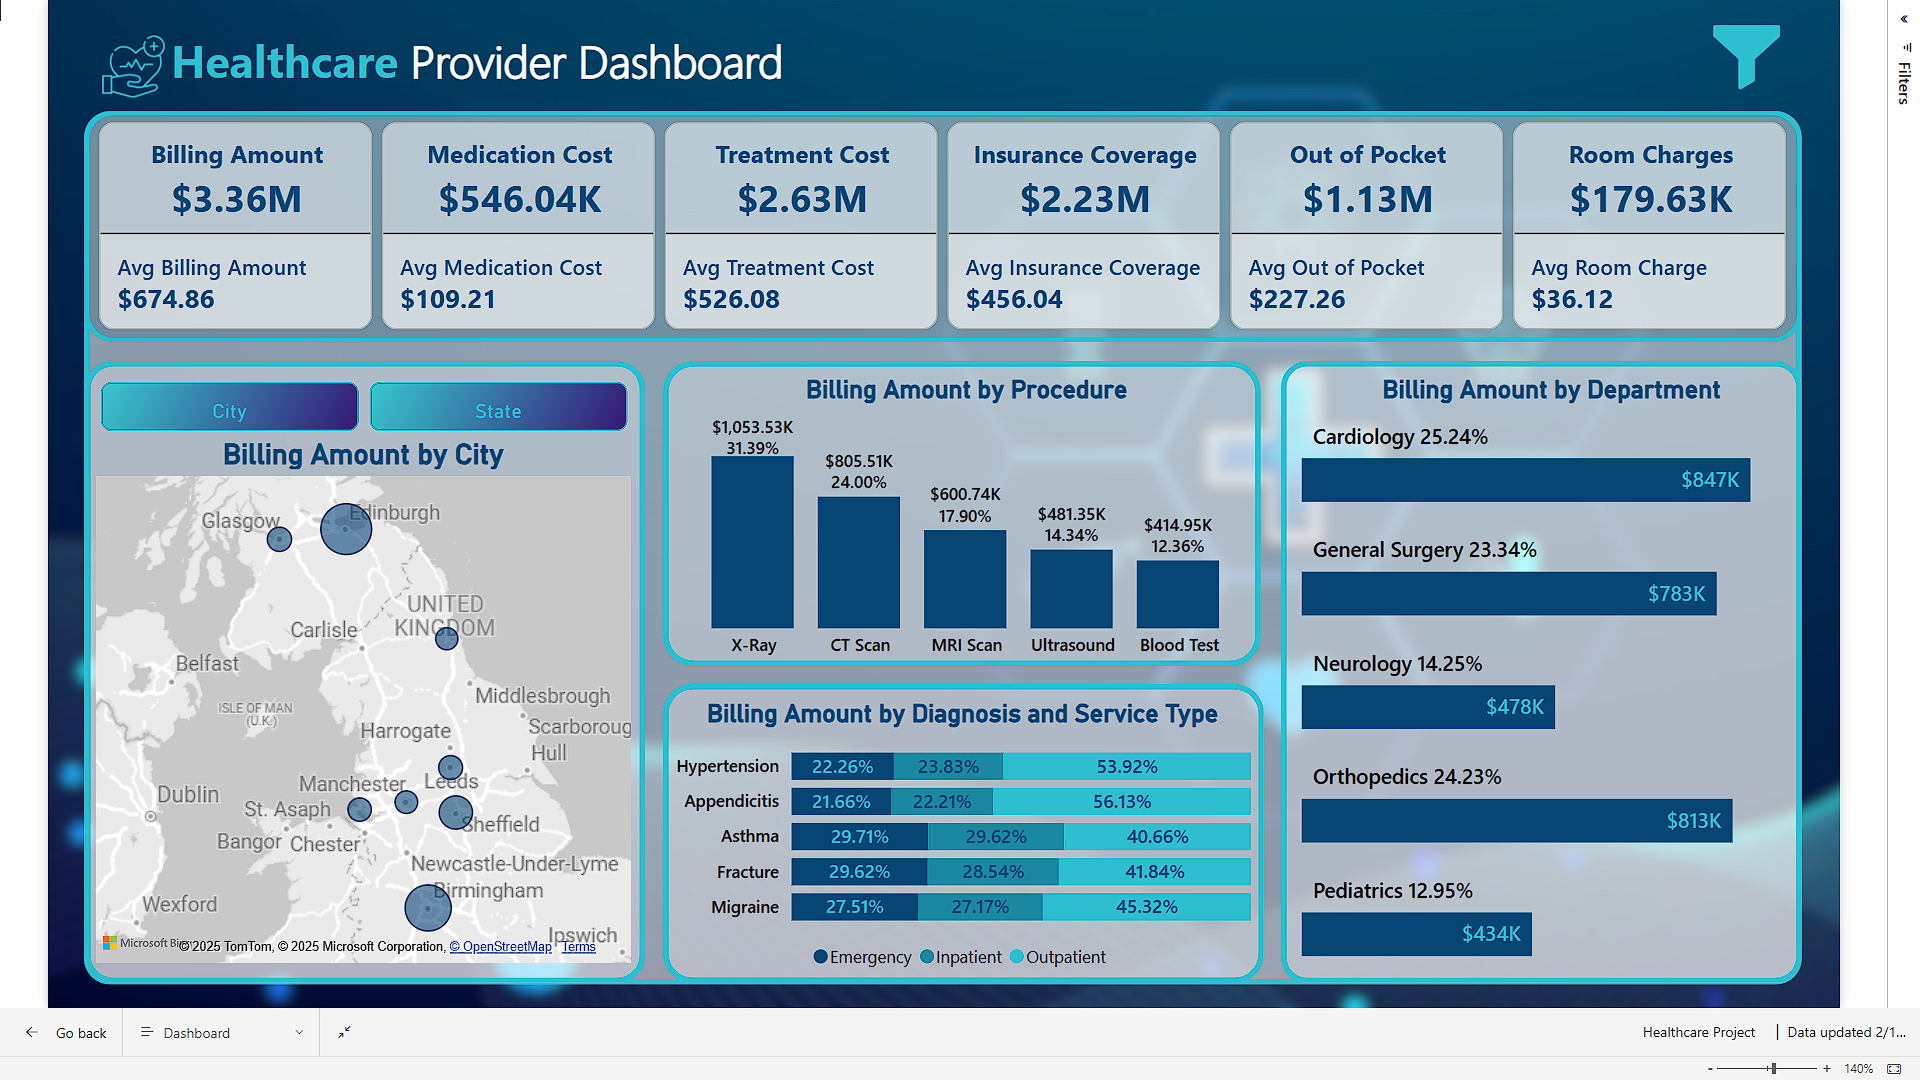 Healthcare Provider Dashboard
Filters
Billing Amount
$3.36M
Avg Billing Amount
$674.86
Medication Cost
$546.04K
Avg Medication Cost
$109.21
Treatment Cost
$2.63M
Avg Treatment Cost
$526.08
Insurance Coverage
$2.23M
Avg Insurance Coverage
$456.04
Out of Pocket
$1.13M
Avg Out of Pocket
$227.26
Room Charges
$179.63K
Avg Room Charge
$36.12
City
State
Billing Amount by City
Glasgow
Edinburgh
UNITED
KINGDOM
Carlisle
Belfast
ISLE OF MAN
(U.K.)
Middlesbrough
Scarboroug
Harrogate
Hull
Manchester
Leeds
Dublin
St. Asaph
Sheffield
Bangor
Chester
Newcastle-Under-Lyme
Birmingham
Wexford
Ipswich
Microsoft Bin
© 2025 TomTom, © 2025 Microsoft Corporation, © OpenStreetMap Terms
Billing Amount by Procedure
$1,053.53K
31.39%
$805.51K
24.00%
$600.74K
17.90%
$481.35K
14.34%
$414.95K
12.36%
X-Ray
CT Scan
MRI Scan
Ultrasound
Blood Test
Billing Amount by Diagnosis and Service Type
Hypertension 22.26% 23.83% 53.92%
Appendicitis 21.66% 22.21% 56.13%
Asthma 29.71% 29.62% 40.66%
Fracture 29.62% 28.54% 41.84%
Migraine 27.51% 27.17% 45.32%
Emergency Inpatient Outpatient
Billing Amount by Department
Cardiology 25.24%
$847K
General Surgery 23.34%
$783K
Neurology 14.25%
$478K
Orthopedics 24.23%
$813K
Pediatrics 12.95%
$434K
Go back
Dashboard
Healthcare Project | Data updated 2/1...
- + 140%